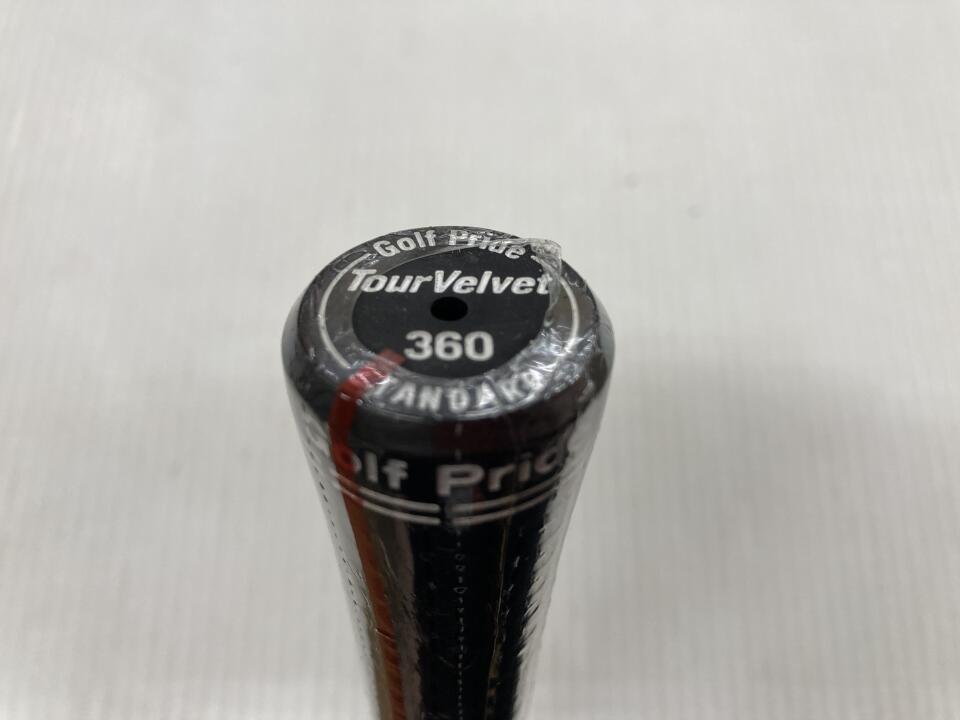 Golf Pride
TourVelvet
360
STANDARD
Golf Pride